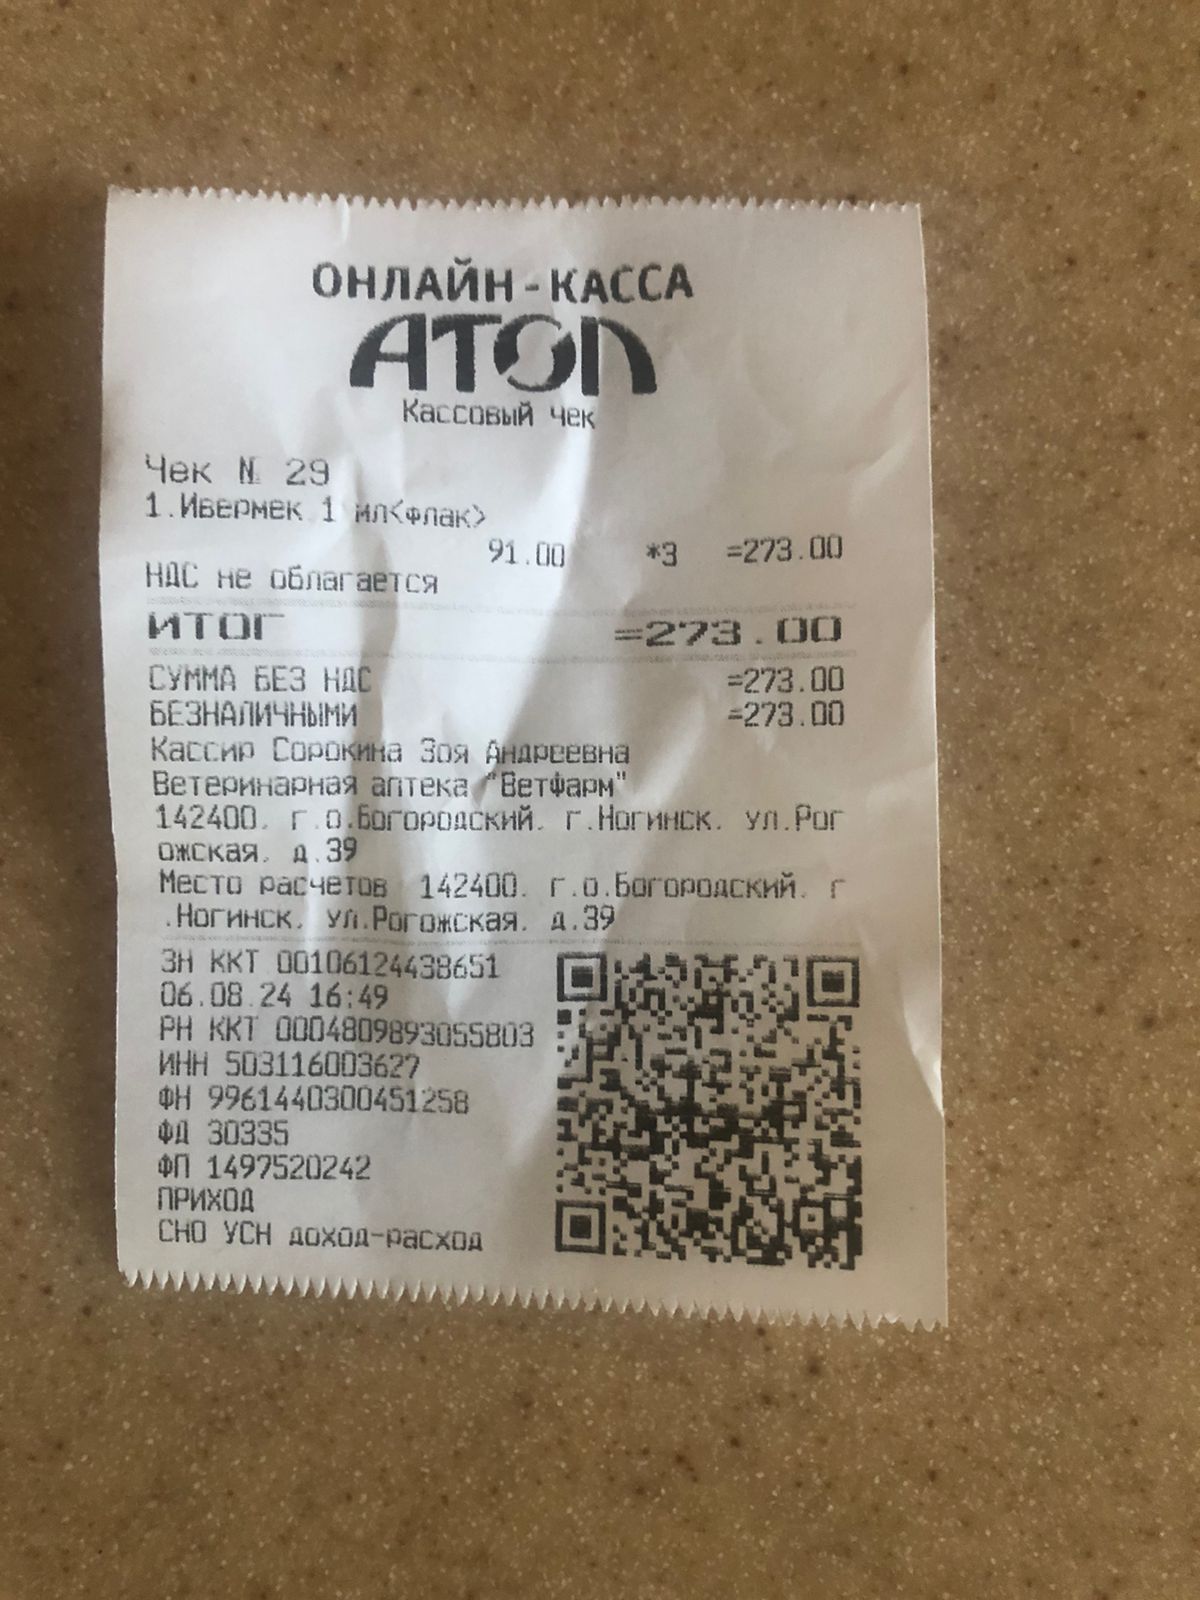 ОНЛАЙН-КАССА
АТОЛ
Кассовый чек
Чек № 29
1.Ивермек 1 мл<флак>
91.00 *3 =273.00
НДС не облагается
ИТОГ =273.00
СУММА БЕЗ НДС =273.00
БЕЗНАЛИЧНЫМИ =273.00
Кассир Сорокина Зоя Андреевна
Ветеринарная аптека "Ветфарм"
142400, г.о.Богородский, г.Ногинск, ул.Рог
ожская, д.39
Место расчетов 142400, г.о.Богородский, г
.Ногинск, ул.Рогожская, д.39
ЗН ККТ 00106124438651
06.08.24 16:49
РН ККТ 0004809893055803
ИНН 503116003627
ФН 9961440300451258
ФД 30335
ФП 1497520242
ПРИХОД
СНО УСН доход-расход